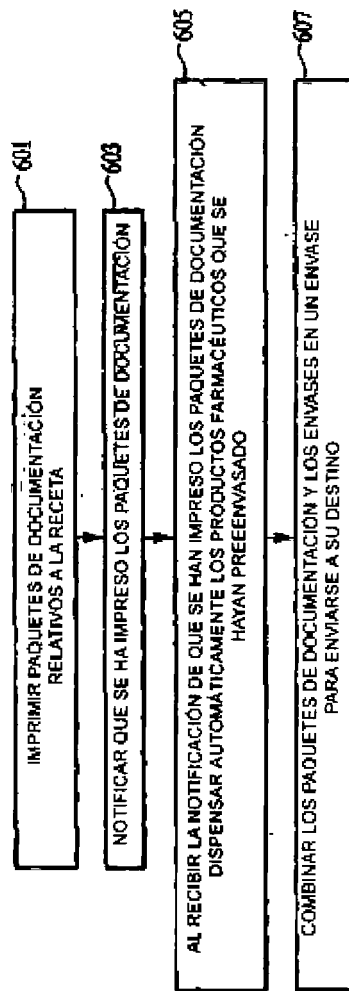 601
IMPRIMIR PAQUETES DE DOCUMENTACIÓN
RELATIVOS A LA RECETA
603
NOTIFICAR QUE SE HA IMPRESO LOS PAQUETES DE DOCUMENTACIÓN
605
AL RECIBIR LA NOTIFICACIÓN DE QUE SE HAN IMPRESO LOS PAQUETES DE DOCUMENTACIÓN
DISPENSAR AUTOMÁTICAMENTE LOS PRODUCTOS FARMACÉUTICOS QUE SE
HAYAN PREEENVASADO
607
COMBINAR LOS PAQUETES DE DOCUMENTACIÓN Y LOS ENVASES EN UN ENVASE
PARA ENVIARSE A SU DESTINO